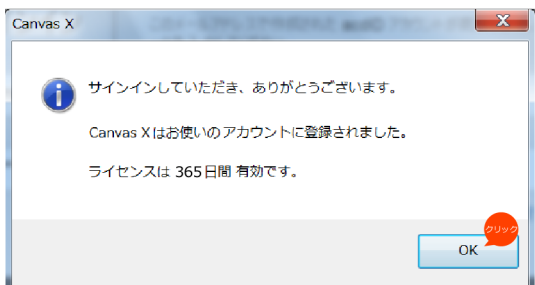 Canvas X
サインインしていただき、ありがとうございます。
Canvas Xはお使いのアカウントに登録されました。
ライセンスは 365日間 有効です。
クリック
OK